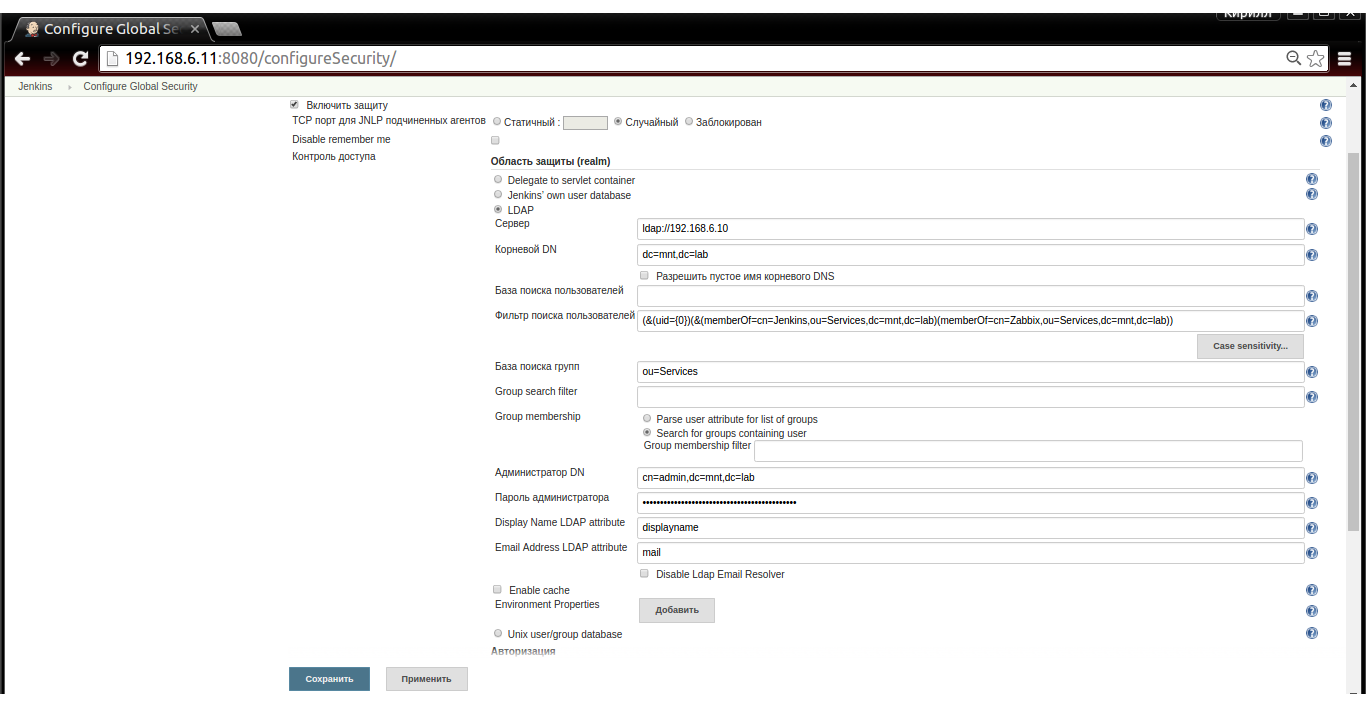 Кирилл
Configure Global Se
192.168.6.11:8080/configureSecurity/
Jenkins Configure Global Security
Включить защиту
TCP порт для JNLP подчиненных агентов Статичный : Случайный Заблокирован
Disable remember me
Контроль доступа
Область защиты (realm)
Delegate to servlet container
Jenkins' own user database
LDAP
Сервер ldap://192.168.6.10
Корневой DN dc=mnt,dc=lab
Разрешить пустое имя корневого DNS
База поиска пользователей
Фильтр поиска пользователей (&(uid={0})(&(memberOf=cn=Jenkins,ou=Services,dc=mnt,dc=lab)(memberOf=cn=Zabbix,ou=Services,dc=mnt,dc=lab))
Case sensitivity...
База поиска групп ou=Services
Group search filter
Group membership Parse user attribute for list of groups
Search for groups containing user
Group membership filter
Администратор DN cn=admin,dc=mnt,dc=lab
Пароль администратора
Display Name LDAP attribute displayname
Email Address LDAP attribute mail
Disable Ldap Email Resolver
Enable cache
Environment Properties Добавить
Unix user/group database
Авторизация
Сохранить Применить